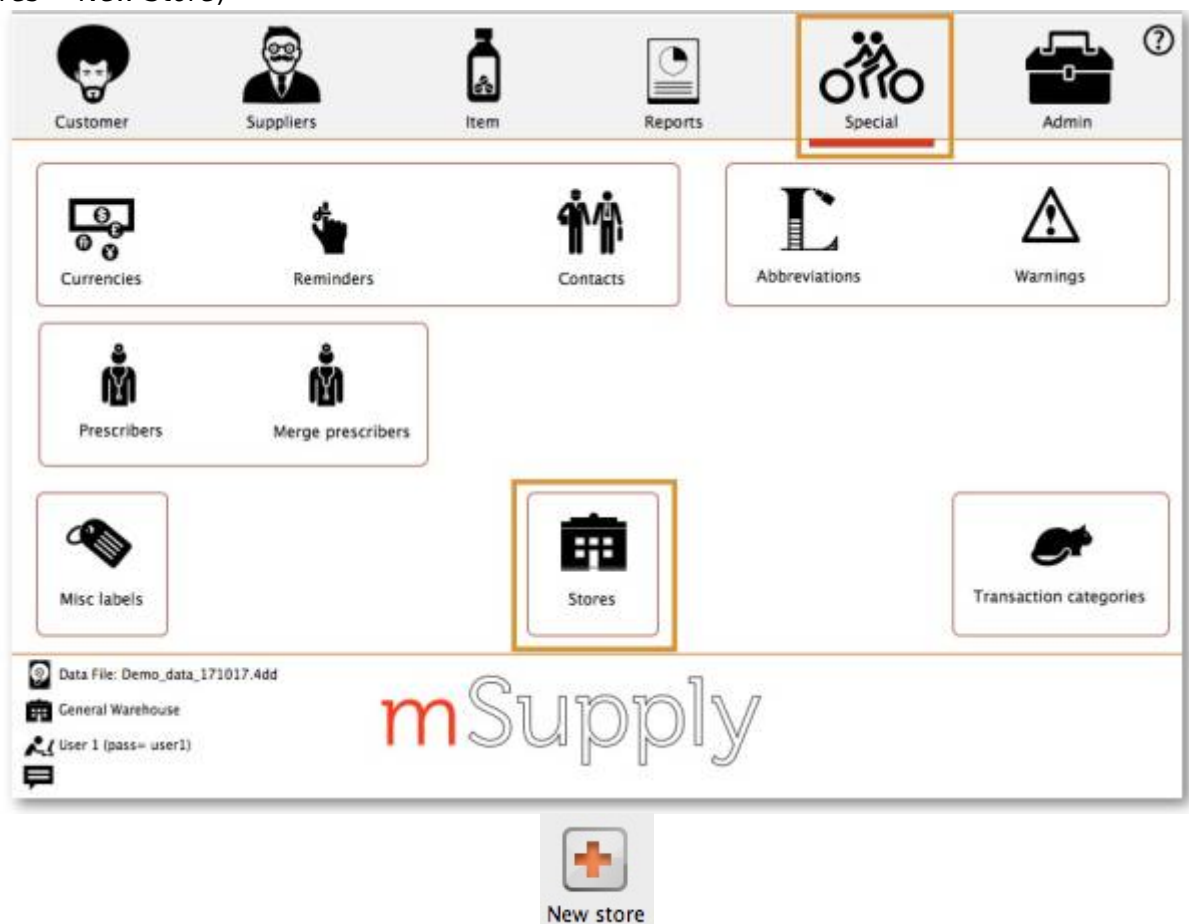 New Store)
Customer Suppliers Item Reports Special Admin ?
Currencies Reminders Contacts Abbreviations Warnings
Prescribers Merge prescribers
Misc labels Stores Transaction categories
Data File: Demo_data_171017.4dd
General Warehouse
User 1 (pass= user1)
mSupply
New store